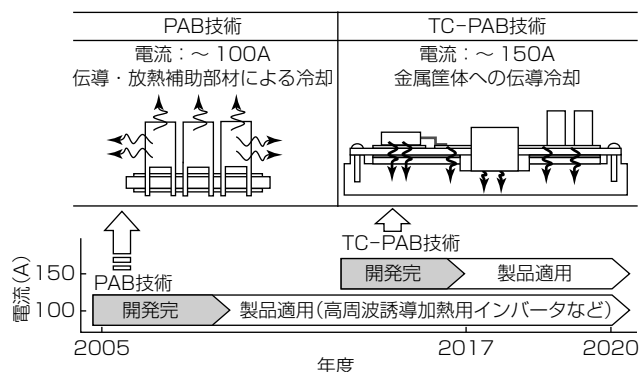 PAB技術
TC-PAB技術
電流:~100A
伝導・放熱補助部材による冷却
電流:~150A
金属筐体への伝導冷却
TC-PAB技術
PAB技術
電流(A)
150
開発完
製品適用
100
開発完
製品適用(高周波誘導加熱用インバータなど)
2005
2017
2020
年度